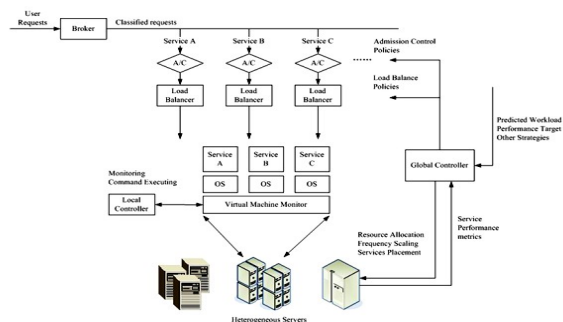 User
Requests
Broker
Classified requests
Service A
Service B
Service C
Admission Control
Policies
A/C
A/C
A/C
......
Load
Balancer
Load
Balancer
Load
Balancer
Load Balance
Policies
Predicted Workload
Performance Target
Other Strategies
Service
A
Service
B
Service
C
Global Controller
OS
OS
OS
Monitoring
Command Executing
Local
Controller
Virtual Machine Monitor
Service
Performance
metrics
Resource Allocation
Frequency Scaling
Services Placement
Heterogeneous Servers